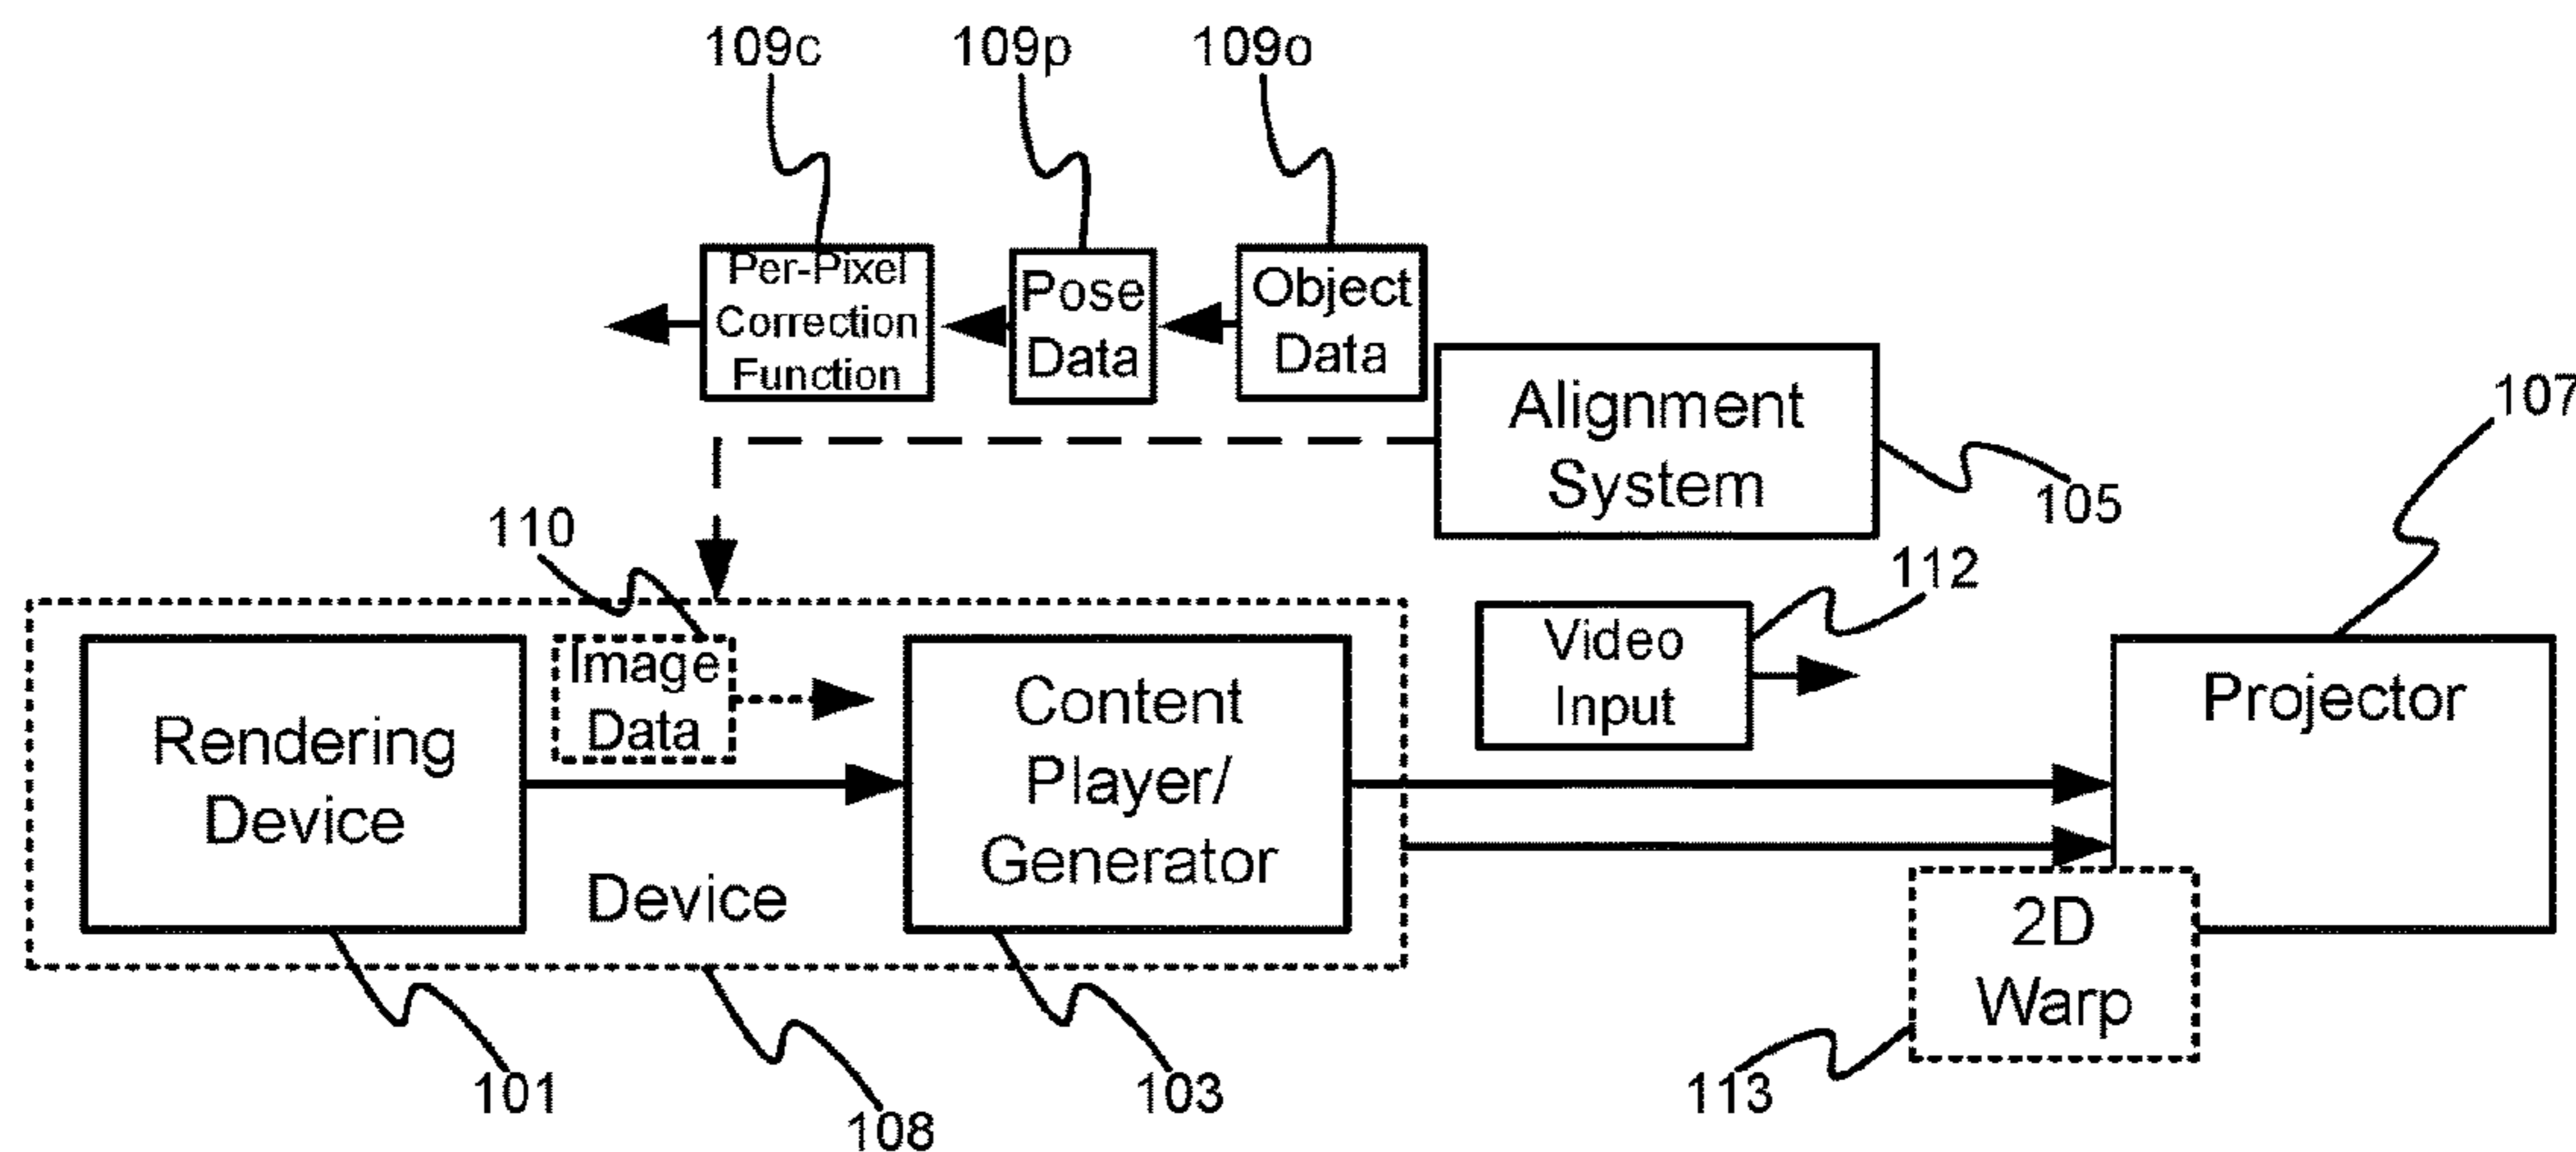 109c
109p
109o
Per-Pixel
Correction
Function
Pose
Data
Object
Data
Alignment
System
107
105
110
112
Image
Data
Video
Input
Rendering
Device
Content
Player/
Generator
Projector
Device
2D
Warp
101
108
103
113